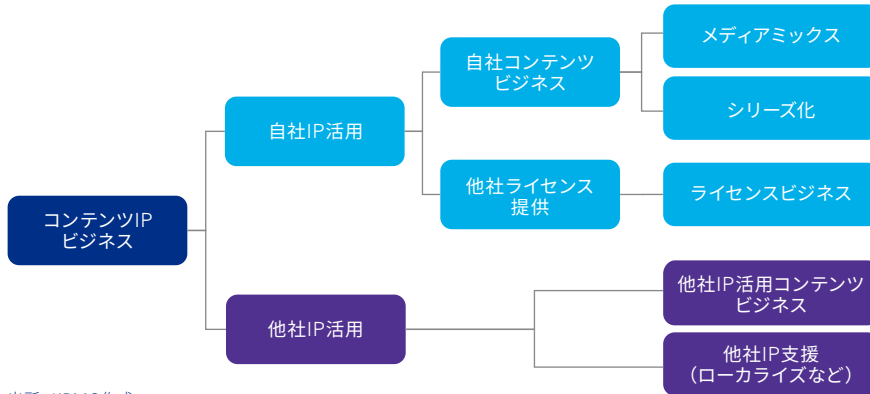 コンテンツIP
ビジネス
自社IP活用
自社コンテンツ
ビジネス
メディアミックス
シリーズ化
他社ライセンス
提供
ライセンスビジネス
他社IP活用
他社IP活用コンテンツ
ビジネス
他社IP支援
（ローカライズなど）